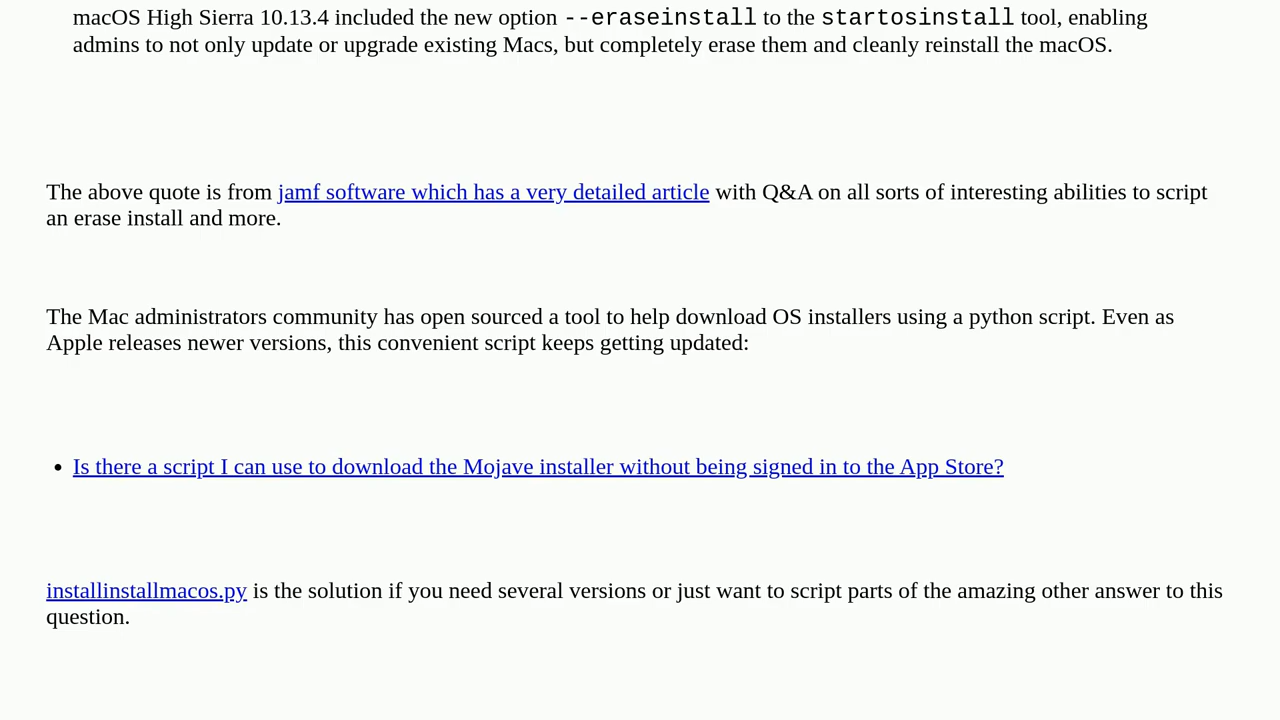 macOS High Sierra 10.13.4 included the new option --eraseinstall to the startosinstall tool, enabling
admins to not only update or upgrade existing Macs, but completely erase them and cleanly reinstall the macOS.
The above quote is from jamf software which has a very detailed article with Q&A on all sorts of interesting abilities to script
an erase install and more.
The Mac administrators community has open sourced a tool to help download OS installers using a python script. Even as
Apple releases newer versions, this convenient script keeps getting updated:
• Is there a script I can use to download the Mojave installer without being signed in to the App Store?
installinstallmacos.py is the solution if you need several versions or just want to script parts of the amazing other answer to this
question.